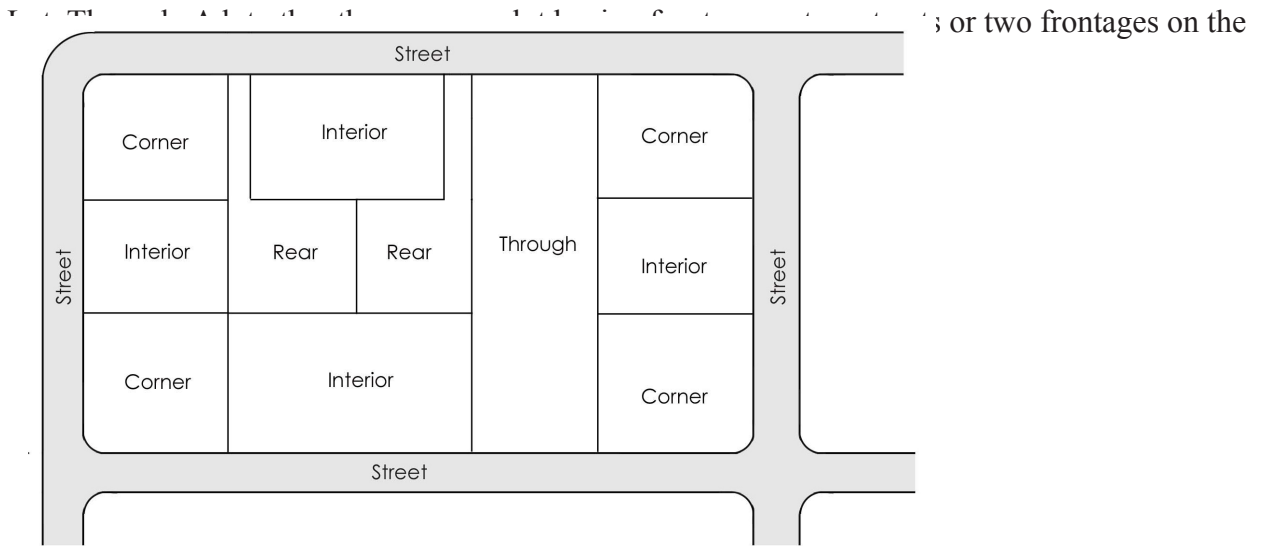 or two frontages on the
Street
Corner
Interior
Corner
Interior
Rear
Rear
Through
Interior
Street
Street
Corner
Interior
Corner
Street